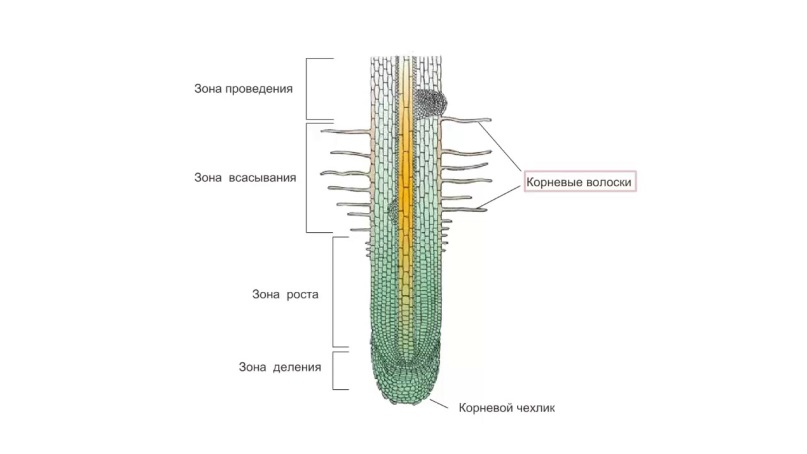 Зона проведения
Зона всасывания
Корневые волоски
Зона роста
Зона деления
Корневой чехлик